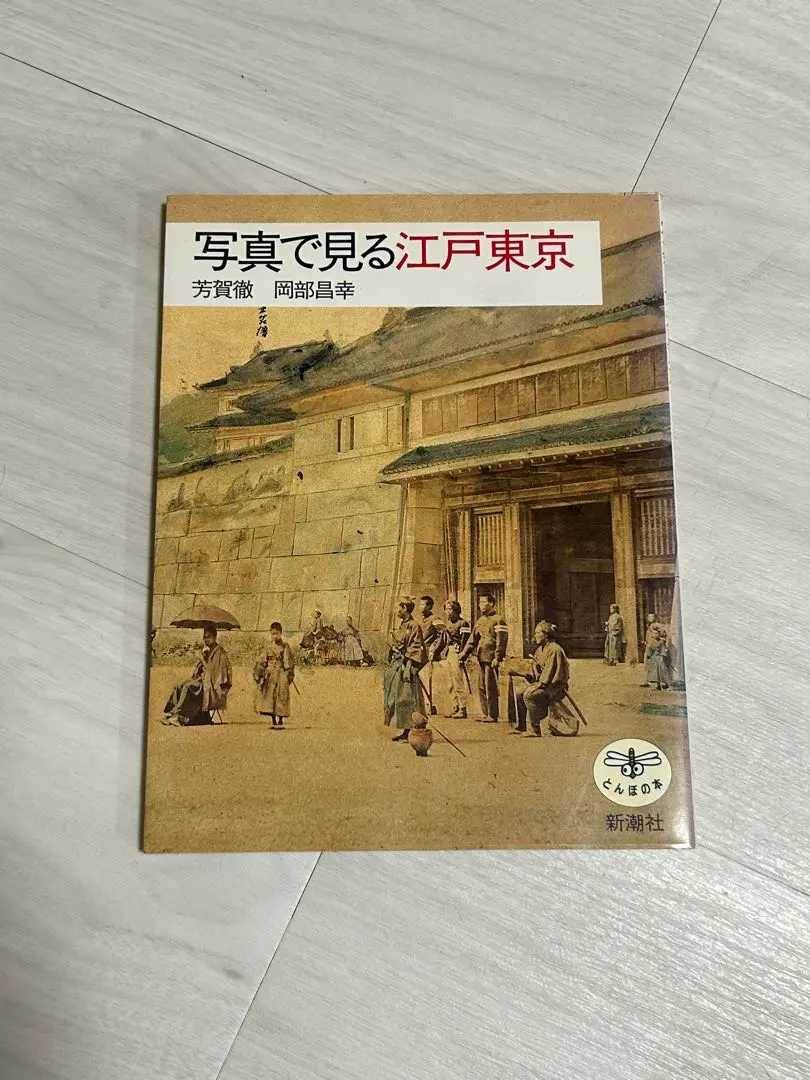 写真で見る江戸東京
芳賀徹 岡部昌幸
とんぼの本
新潮社